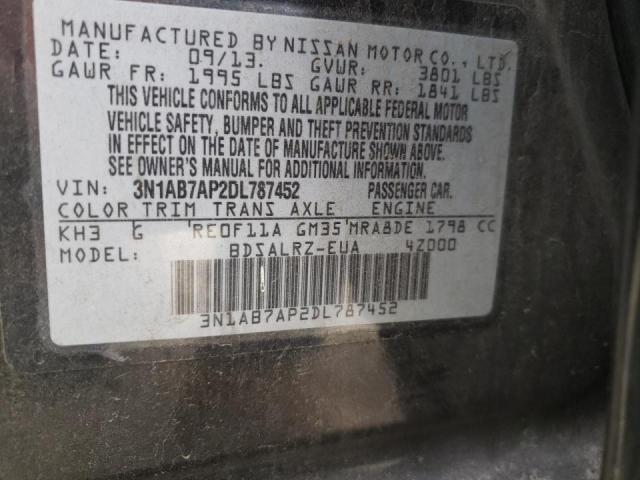 MANUFACTURED BY NISSAN MOTOR CO., LTD.
DATE: 09/13. GVWR: 3801 LBS
GAWR FR: 1995 LBS GAWR RR: 1841 LBS
THIS VEHICLE CONFORMS TO ALL APPLICABLE FEDERAL MOTOR
VEHICLE SAFETY, BUMPER AND THEFT PREVENTION STANDARDS
IN EFFECT ON THE DATE OF MANUFACTURE SHOWN ABOVE.
SEE OWNER'S MANUAL FOR ADDITIONAL INFORMATION.
VIN: 3N1AB7AP2DL787452 PASSENGER CAR.
COLOR TRIM TRANS AXLE ENGINE
KH3 G RE0F11A GM35 MRA8DE 1798 CC
MODEL: BDSALRZ-EUA 4Z000
3N1AB7AP2DL787452